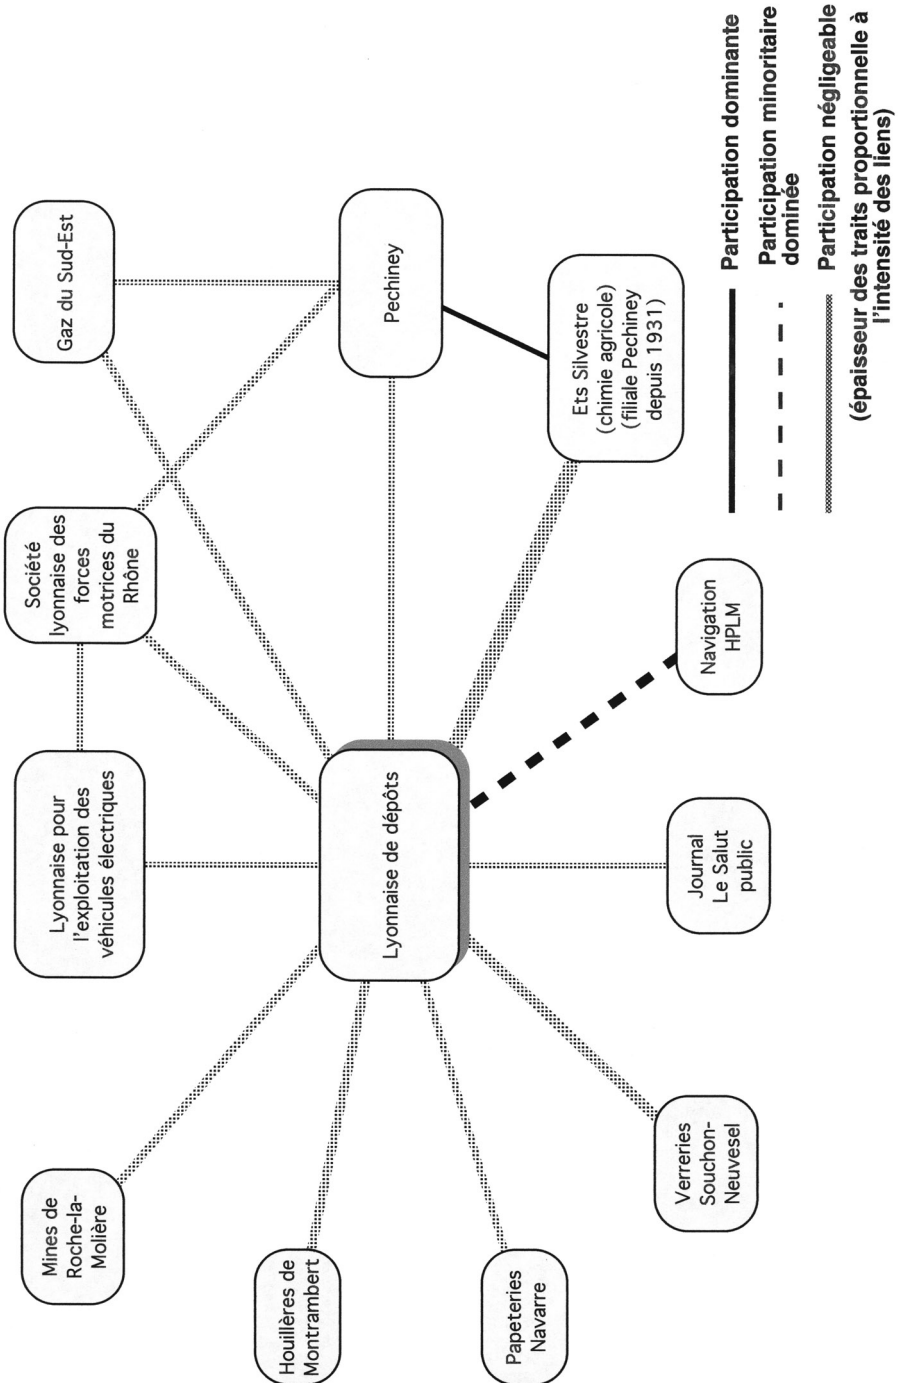 Mines de
Roche-la-
Molière
Lyonnaise pour
l'exploitation des
véhicules électriques
Société
lyonnaise des
forces
motrices du
Rhône
Gaz du Sud-Est
Houillères de
Montrambert
Lyonnaise de dépôts
Pechiney
Papeteries
Navarre
Ets Silvestre
(chimie agricole)
(filiale Pechiney
depuis 1931)
Verreries
Souchon-
Neuvesel
Journal
Le Salut
public
Navigation
HPLM
Participation dominante
Participation minoritaire
dominée
Participation négligeable
(épaisseur des traits proportionnelle à
l'intensité des liens)